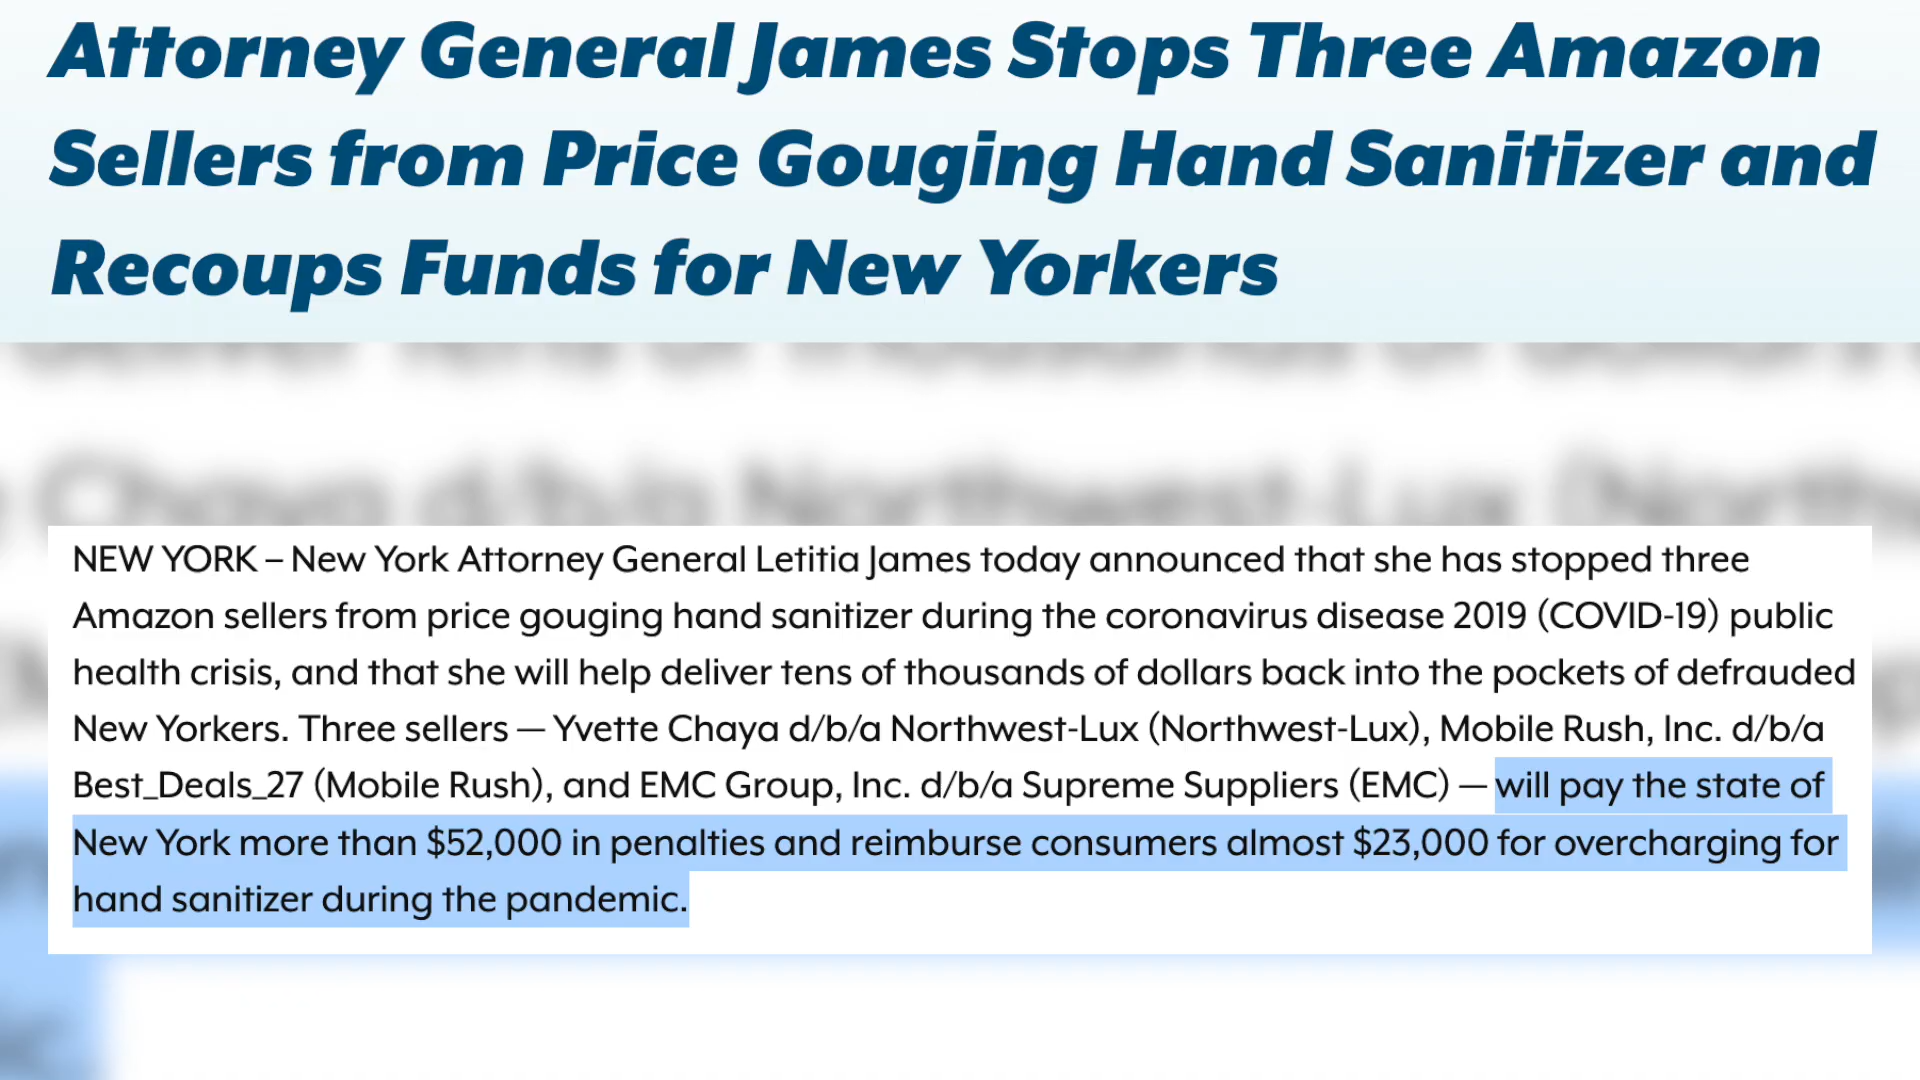 Attorney General James Stops Three Amazon
Sellers from Price Gouging Hand Sanitizer and
Recoups Funds for New Yorkers
Chaya d/b/a Northwest-Lux
NEW YORK – New York Attorney General Letitia James today announced that she has stopped three
Amazon sellers from price gouging hand sanitizer during the coronavirus disease 2019 (COVID-19) public
health crisis, and that she will help deliver tens of thousands of dollars back into the pockets of defrauded
New Yorkers. Three sellers — Yvette Chaya d/b/a Northwest-Lux (Northwest-Lux), Mobile Rush, Inc. d/b/a
Best_Deals_27 (Mobile Rush), and EMC Group, Inc. d/b/a Supreme Suppliers (EMC) — will pay the state of
New York more than $52,000 in penalties and reimburse consumers almost $23,000 for overcharging for
hand sanitizer during the pandemic.